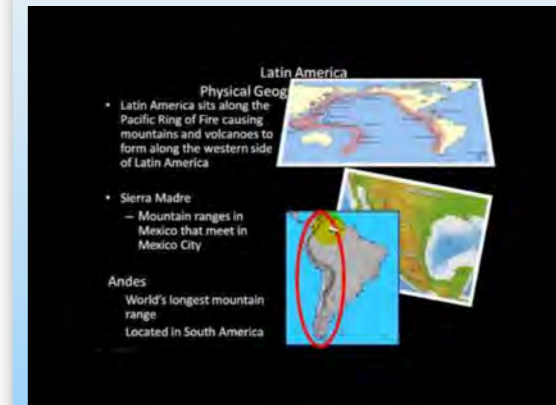 Latin America
Physical Geog
• Latin America sits along the
Pacific Ring of Fire causing
mountains and volcanoes to
form along the western side
of Latin America
• Sierra Madre
– Mountain ranges in
Mexico that meet in
Mexico City
Andes
World's longest mountain
range
Located in South America